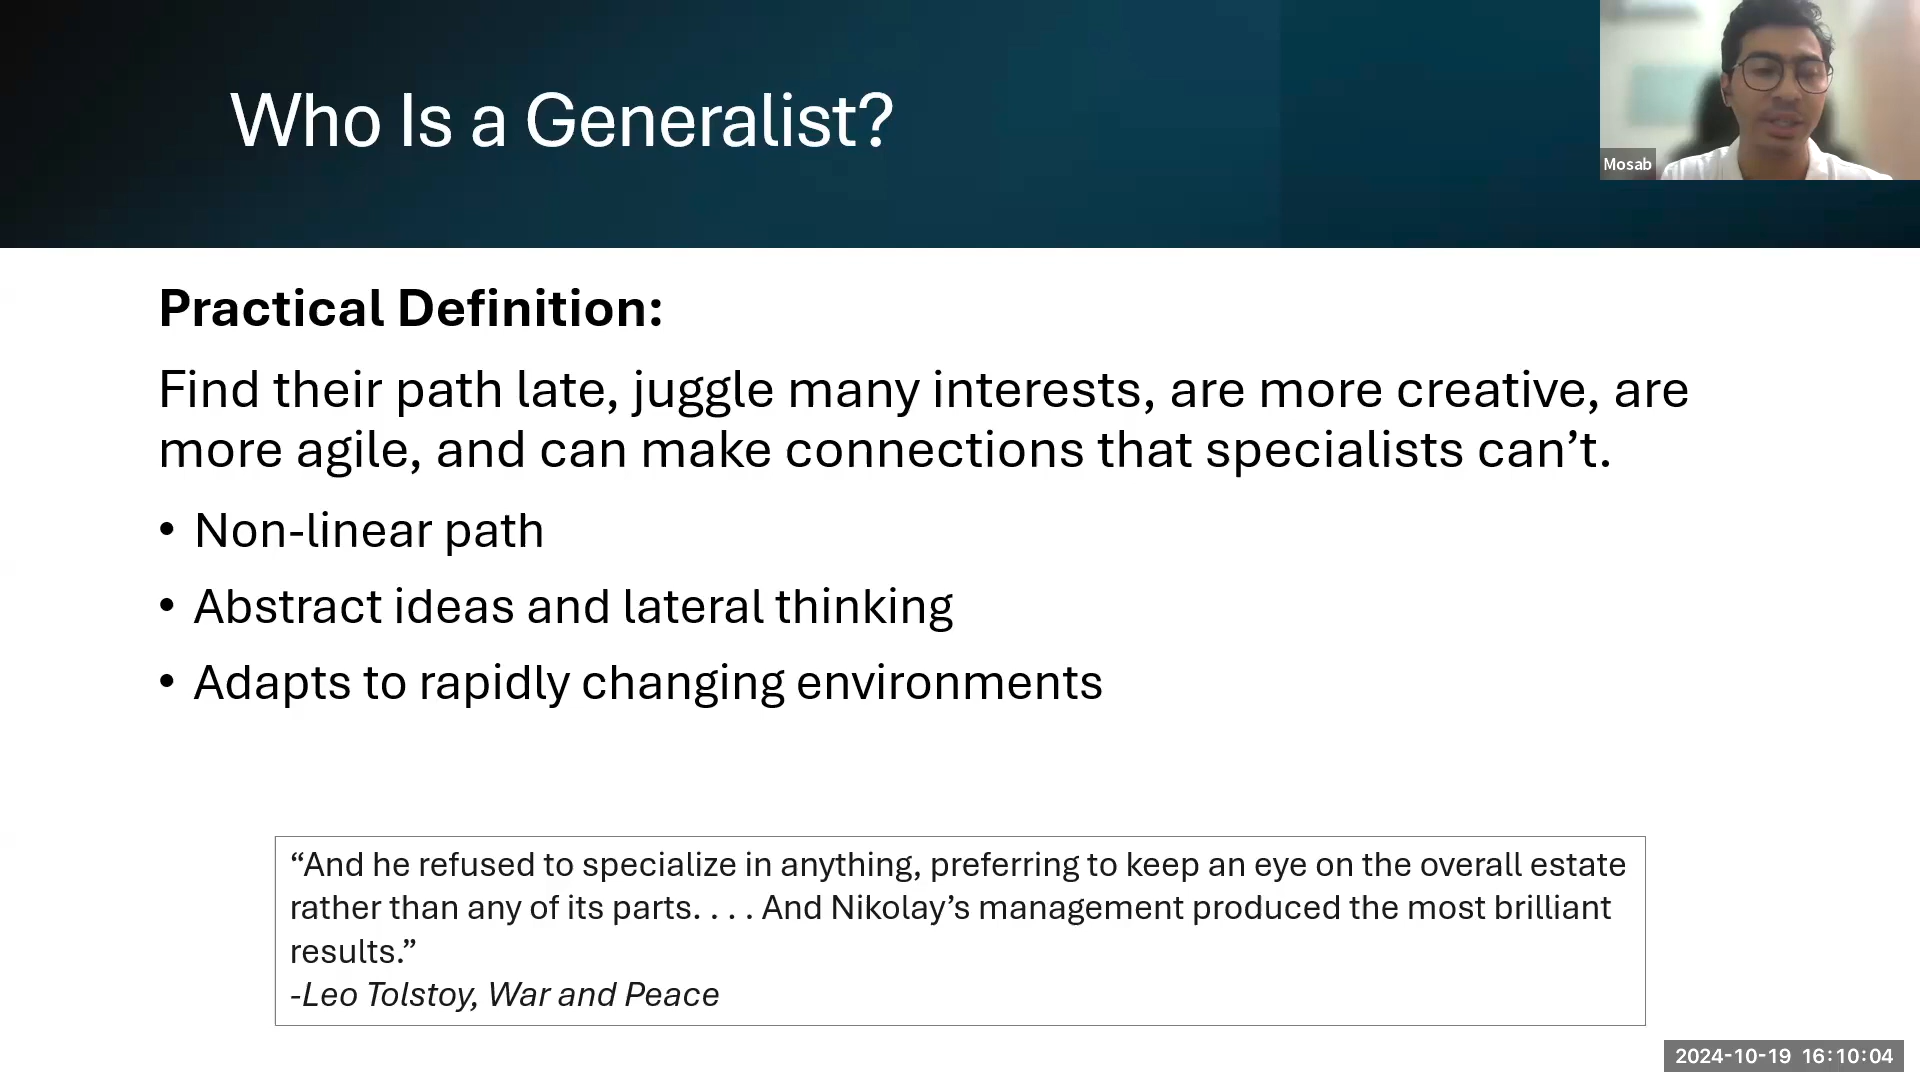 Who Is a Generalist?
Mosab
Practical Definition:
Find their path late, juggle many interests, are more creative, are
more agile, and can make connections that specialists can’t.
• Non-linear path
• Abstract ideas and lateral thinking
• Adapts to rapidly changing environments
“And he refused to specialize in anything, preferring to keep an eye on the overall estate
rather than any of its parts. . . . And Nikolay’s management produced the most brilliant
results.”
-Leo Tolstoy, War and Peace
2024-10-19 16:10:04